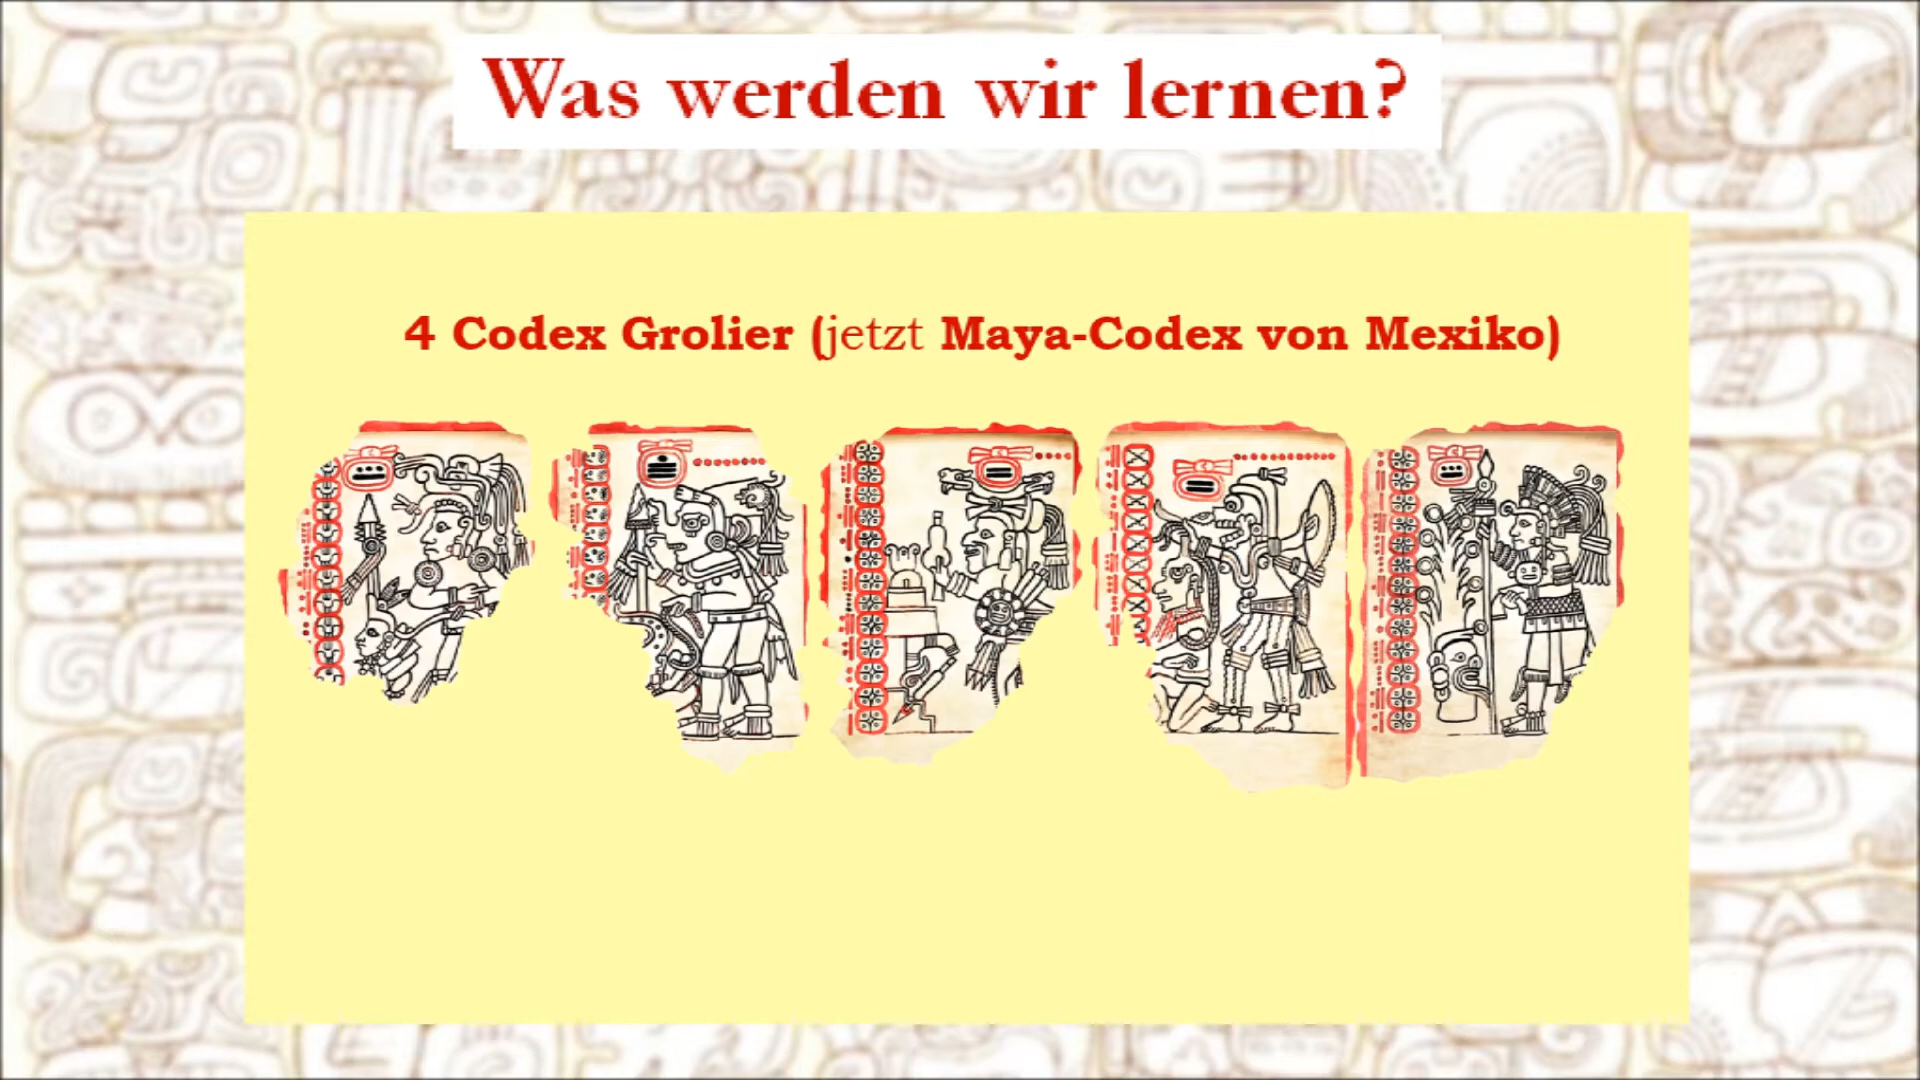 Was werden wir lernen?
4 Codex Grolier (jetzt Maya-Codex von Mexiko)